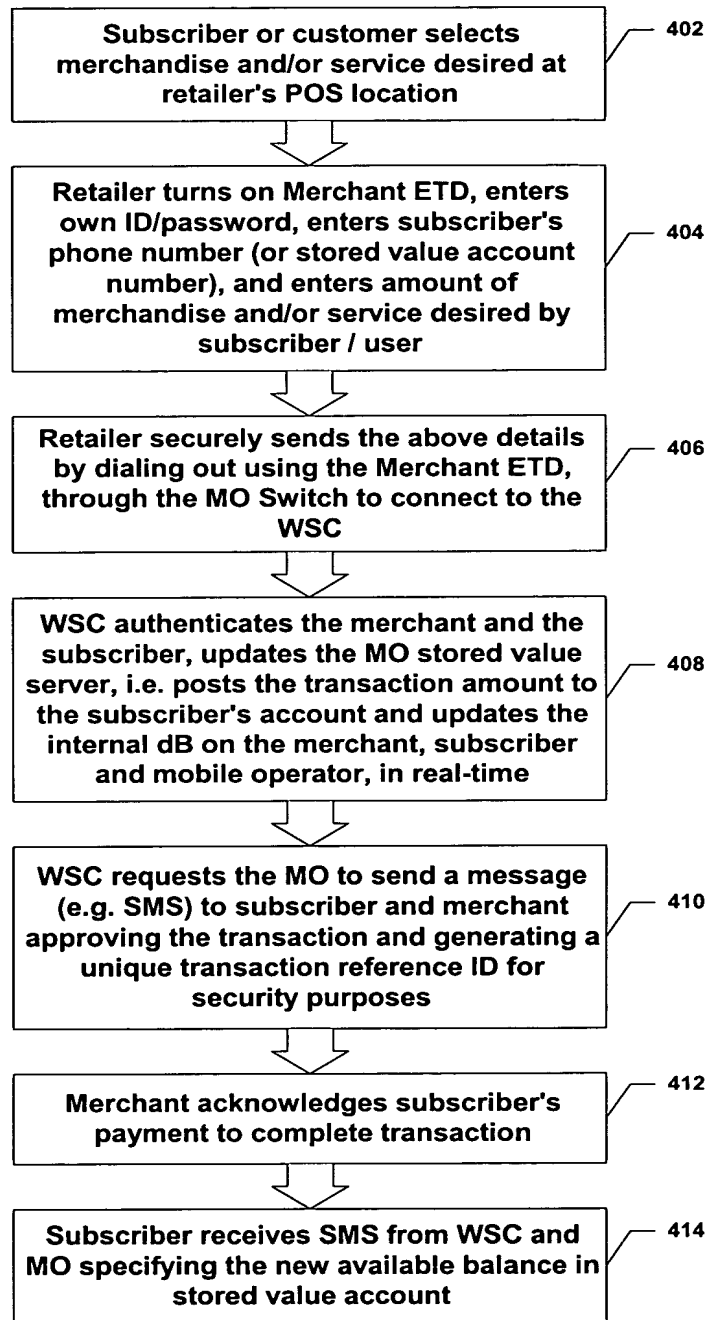 Subscriber or customer selects
merchandise and/or service desired at
retailer's POS location
402
Retailer turns on Merchant ETD, enters
own ID/password, enters subscriber's
phone number (or stored value account
number), and enters amount of
merchandise and/or service desired by
subscriber / user
404
Retailer securely sends the above details
by dialing out using the Merchant ETD,
through the MO Switch to connect to the
WSC
406
WSC authenticates the merchant and the
subscriber, updates the MO stored value
server, i.e. posts the transaction amount to
the subscriber's account and updates the
internal dB on the merchant, subscriber
and mobile operator, in real-time
408
WSC requests the MO to send a message
(e.g. SMS) to subscriber and merchant
approving the transaction and generating a
unique transaction reference ID for
security purposes
410
Merchant acknowledges subscriber's
payment to complete transaction
412
Subscriber receives SMS from WSC and
MO specifying the new available balance in
stored value account
414